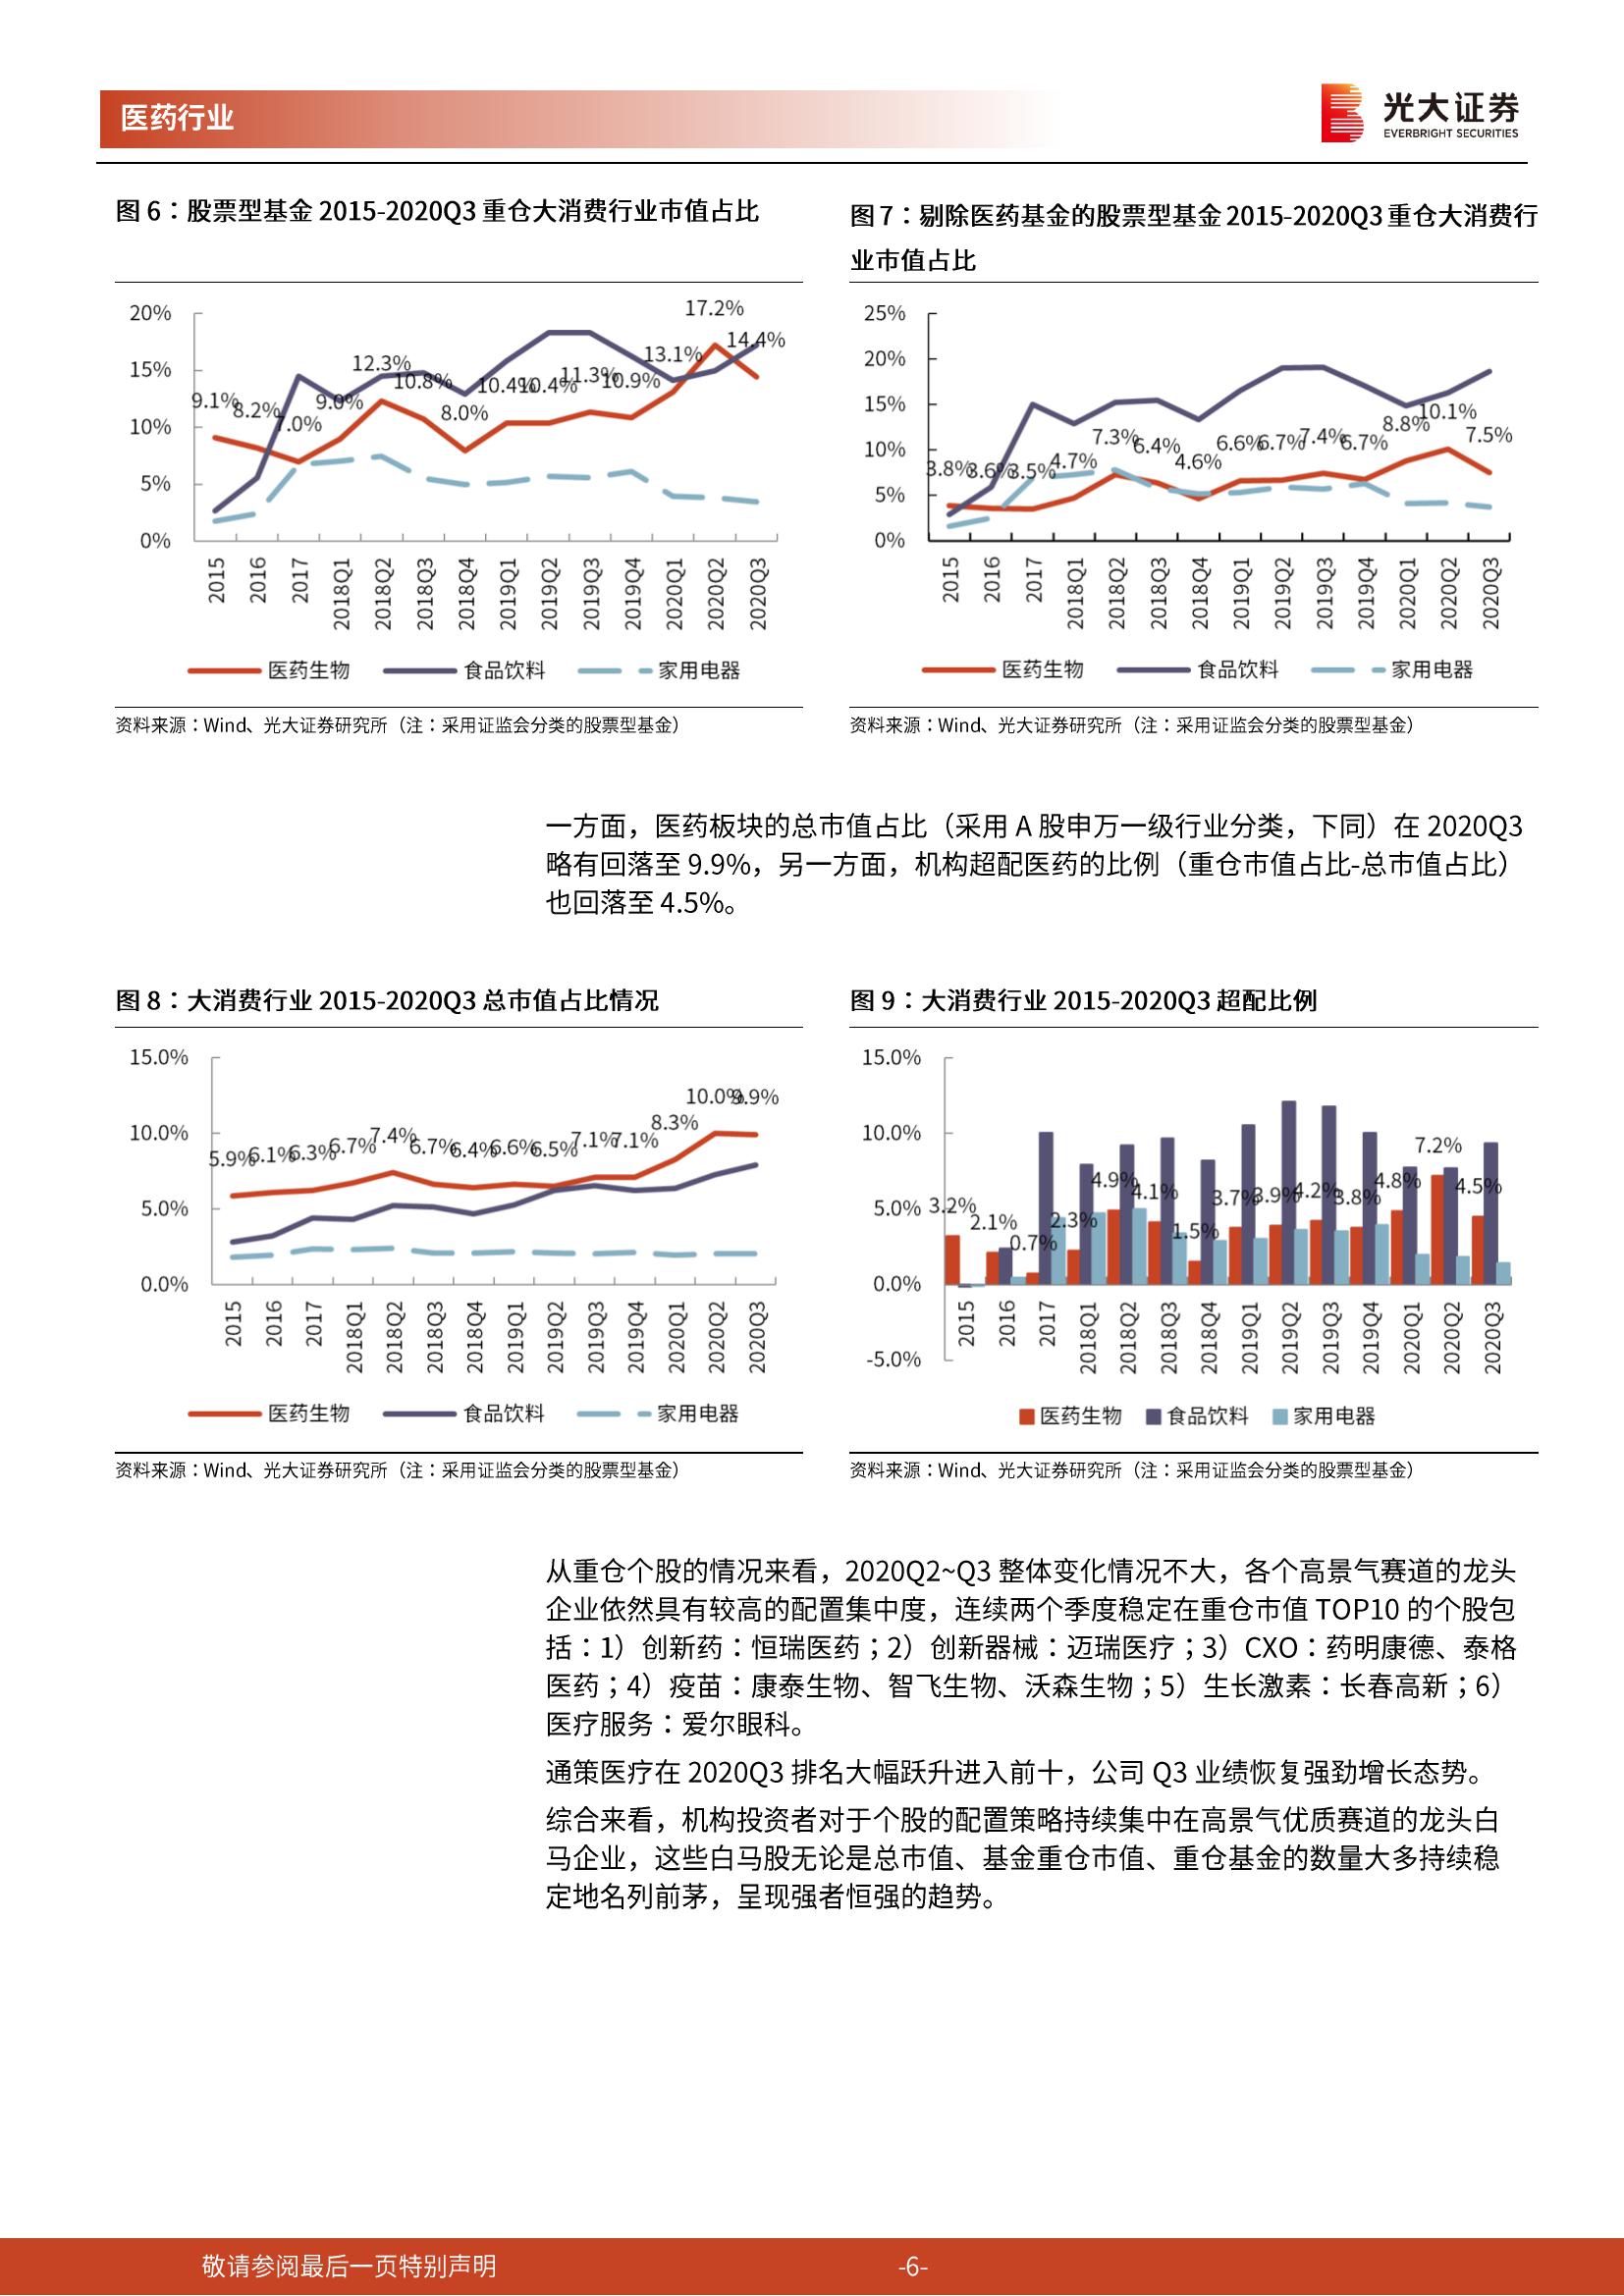 医药行业
光大证券
EVERBRIGHT SECURITIES
图 6：股票型基金 2015-2020Q3 重仓大消费行业市值占比
20%
15%
10%
5%
0%
9.1%
8.2%
7.0%
9.0%
12.3%
10.8%
8.0%
10.4%
10.4%
11.3%
10.9%
13.1%
17.2%
14.4%
2015
2016
2017
2018Q1
2018Q2
2018Q3
2018Q4
2019Q1
2019Q2
2019Q3
2019Q4
2020Q1
2020Q2
2020Q3
医药生物 食品饮料 家用电器
资料来源：Wind、光大证券研究所（注：采用证监会分类的股票型基金）
图 7：剔除医药基金的股票型基金 2015-2020Q3 重仓大消费行
业市值占比
25%
20%
15%
10%
5%
0%
3.8%
3.6%
3.5%
4.7%
7.3%
6.4%
4.6%
6.6%
6.7%
7.4%
6.7%
8.8%
10.1%
7.5%
2015
2016
2017
2018Q1
2018Q2
2018Q3
2018Q4
2019Q1
2019Q2
2019Q3
2019Q4
2020Q1
2020Q2
2020Q3
医药生物 食品饮料 家用电器
资料来源：Wind、光大证券研究所（注：采用证监会分类的股票型基金）
一方面，医药板块的总市值占比（采用 A 股申万一级行业分类，下同）在 2020Q3
略有回落至 9.9%，另一方面，机构超配医药的比例（重仓市值占比-总市值占比）
也回落至 4.5%。
图 8：大消费行业 2015-2020Q3 总市值占比情况
15.0%
10.0%
5.0%
0.0%
5.9%
6.1%
6.3%
6.7%
7.4%
6.7%
6.4%
6.6%
6.5%
7.1%
7.1%
8.3%
10.0%
9.9%
2015
2016
2017
2018Q1
2018Q2
2018Q3
2018Q4
2019Q1
2019Q2
2019Q3
2019Q4
2020Q1
2020Q2
2020Q3
医药生物 食品饮料 家用电器
资料来源：Wind、光大证券研究所（注：采用证监会分类的股票型基金）
图 9：大消费行业 2015-2020Q3 超配比例
15.0%
10.0%
5.0%
0.0%
-5.0%
3.2%
2.1%
0.7%
2.3%
4.9%
4.1%
1.5%
3.7%
3.9%
4.2%
3.8%
4.8%
7.2%
4.5%
2015
2016
2017
2018Q1
2018Q2
2018Q3
2018Q4
2019Q1
2019Q2
2019Q3
2019Q4
2020Q1
2020Q2
2020Q3
医药生物 食品饮料 家用电器
资料来源：Wind、光大证券研究所（注：采用证监会分类的股票型基金）
从重仓个股的情况来看，2020Q2~Q3 整体变化情况不大，各个高景气赛道的龙头
企业依然具有较高的配置集中度，连续两个季度稳定在重仓市值 TOP10 的个股包
括：1）创新药：恒瑞医药；2）创新器械：迈瑞医疗；3）CXO：药明康德、泰格
医药；4）疫苗：康泰生物、智飞生物、沃森生物；5）生长激素：长春高新；6）
医疗服务：爱尔眼科。
通策医疗在 2020Q3 排名大幅跃升进入前十，公司 Q3 业绩恢复强劲增长态势。
综合来看，机构投资者对于个股的配置策略持续集中在高景气优质赛道的龙头白
马企业，这些白马股无论是总市值、基金重仓市值、重仓基金的数量大多持续稳
定地名列前茅，呈现强者恒强的趋势。
敬请参阅最后一页特别声明
-6-